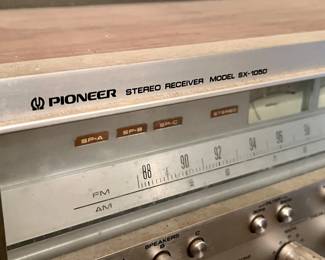 PIONEER STEREO RECEIVER MODEL SX-1050
SP-A SP-B SP-C STEREO
FM 88 90 92 94 96 98
AM
SPEAKERS
B C